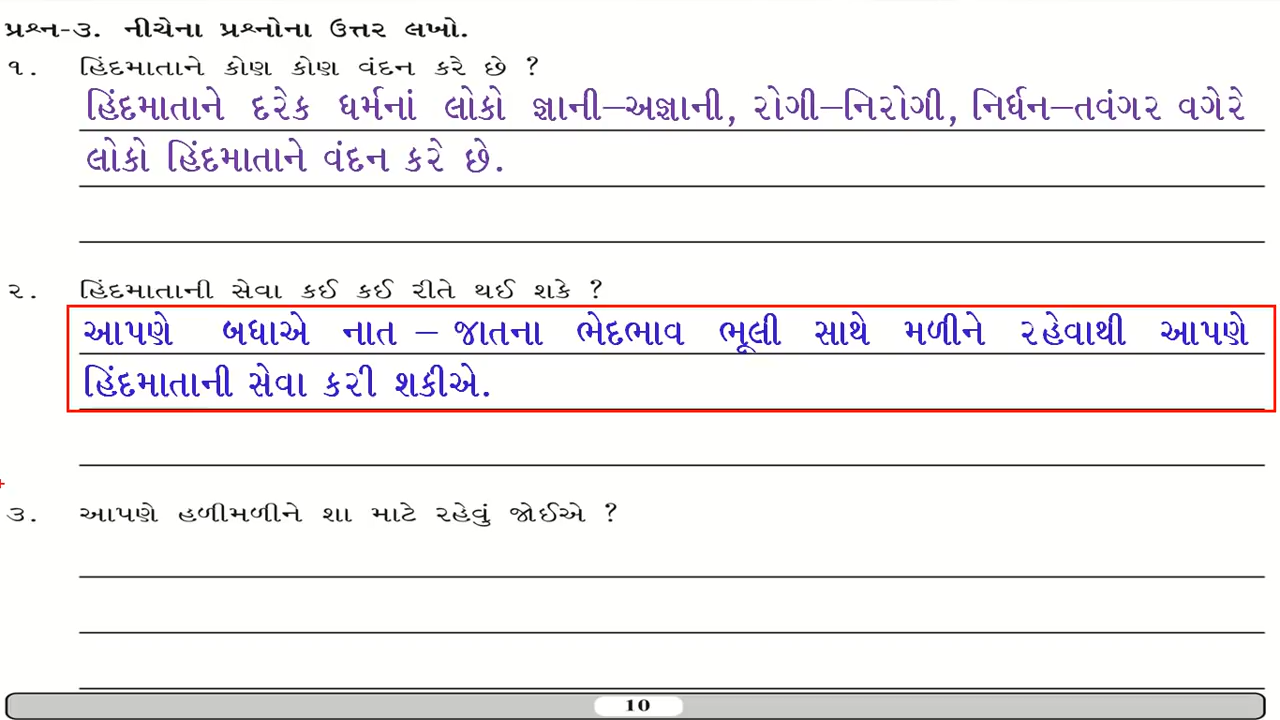 પ્રશ્ન-૩. નીચેના પ્રશ્નોના ઉત્તર લખો.
૧. હિંદમાતાને કોણ કોણ વંદન કરે છે ?
હિંદમાતાને દરેક ધર્મનાં લોકો જ્ઞાની–અજ્ઞાની, રોગી–નિરોગી, નિર્ધન–તવંગર વગેરે
લોકો હિંદમાતાને વંદન કરે છે.
૨. હિંદમાતાની સેવા કઈ કઈ રીતે થઈ શકે ?
આપણે બધાએ નાત – જાતના ભેદભાવ ભૂલી સાથે મળીને રહેવાથી આપણે
હિંદમાતાની સેવા કરી શકીએ.
૩. આપણે હળીમળીને શા માટે રહેવું જોઈએ ?
10